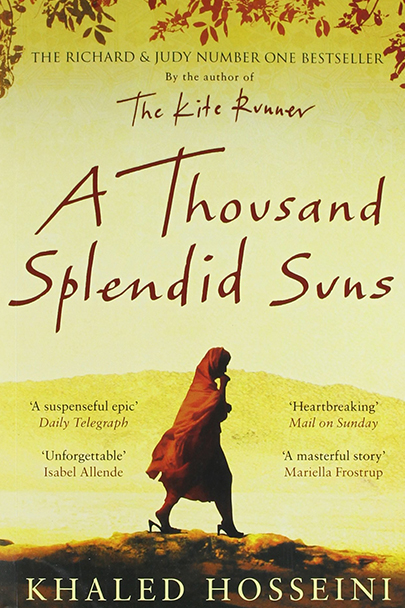 THE RICHARD & JUDY NUMBER ONE BESTSELLER
By the author of
The Kite Runner
A Thousand
Splendid Suns
'A suspenseful epic'
Daily Telegraph
'Heartbreaking'
Mail on Sunday
'Unforgettable'
Isabel Allende
'A masterful story'
Mariella Frostrup
KHALED HOSSEINI